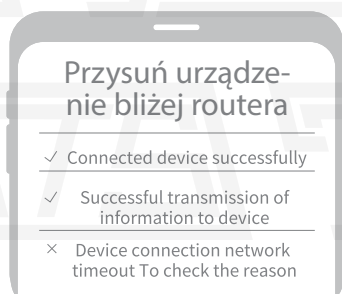 Przysuń urządze-
nie bliżej routera
✓ Connected device successfully
✓ Successful transmission of
information to device
× Device connection network
timeout To check the reason